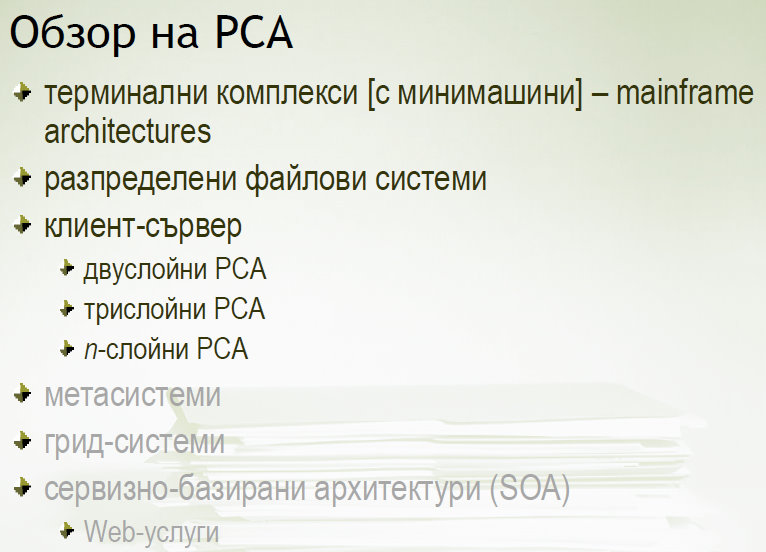 Обзор на РСА
терминални комплекси [с минимашини] – mainframe
architectures
разпределени файлови системи
клиент-сървер
двуслойни РСА
трислойни РСА
n-слойни РСА
метасистеми
грид-системи
сервизно-базирани архитектури (SOA)
Web-услуги